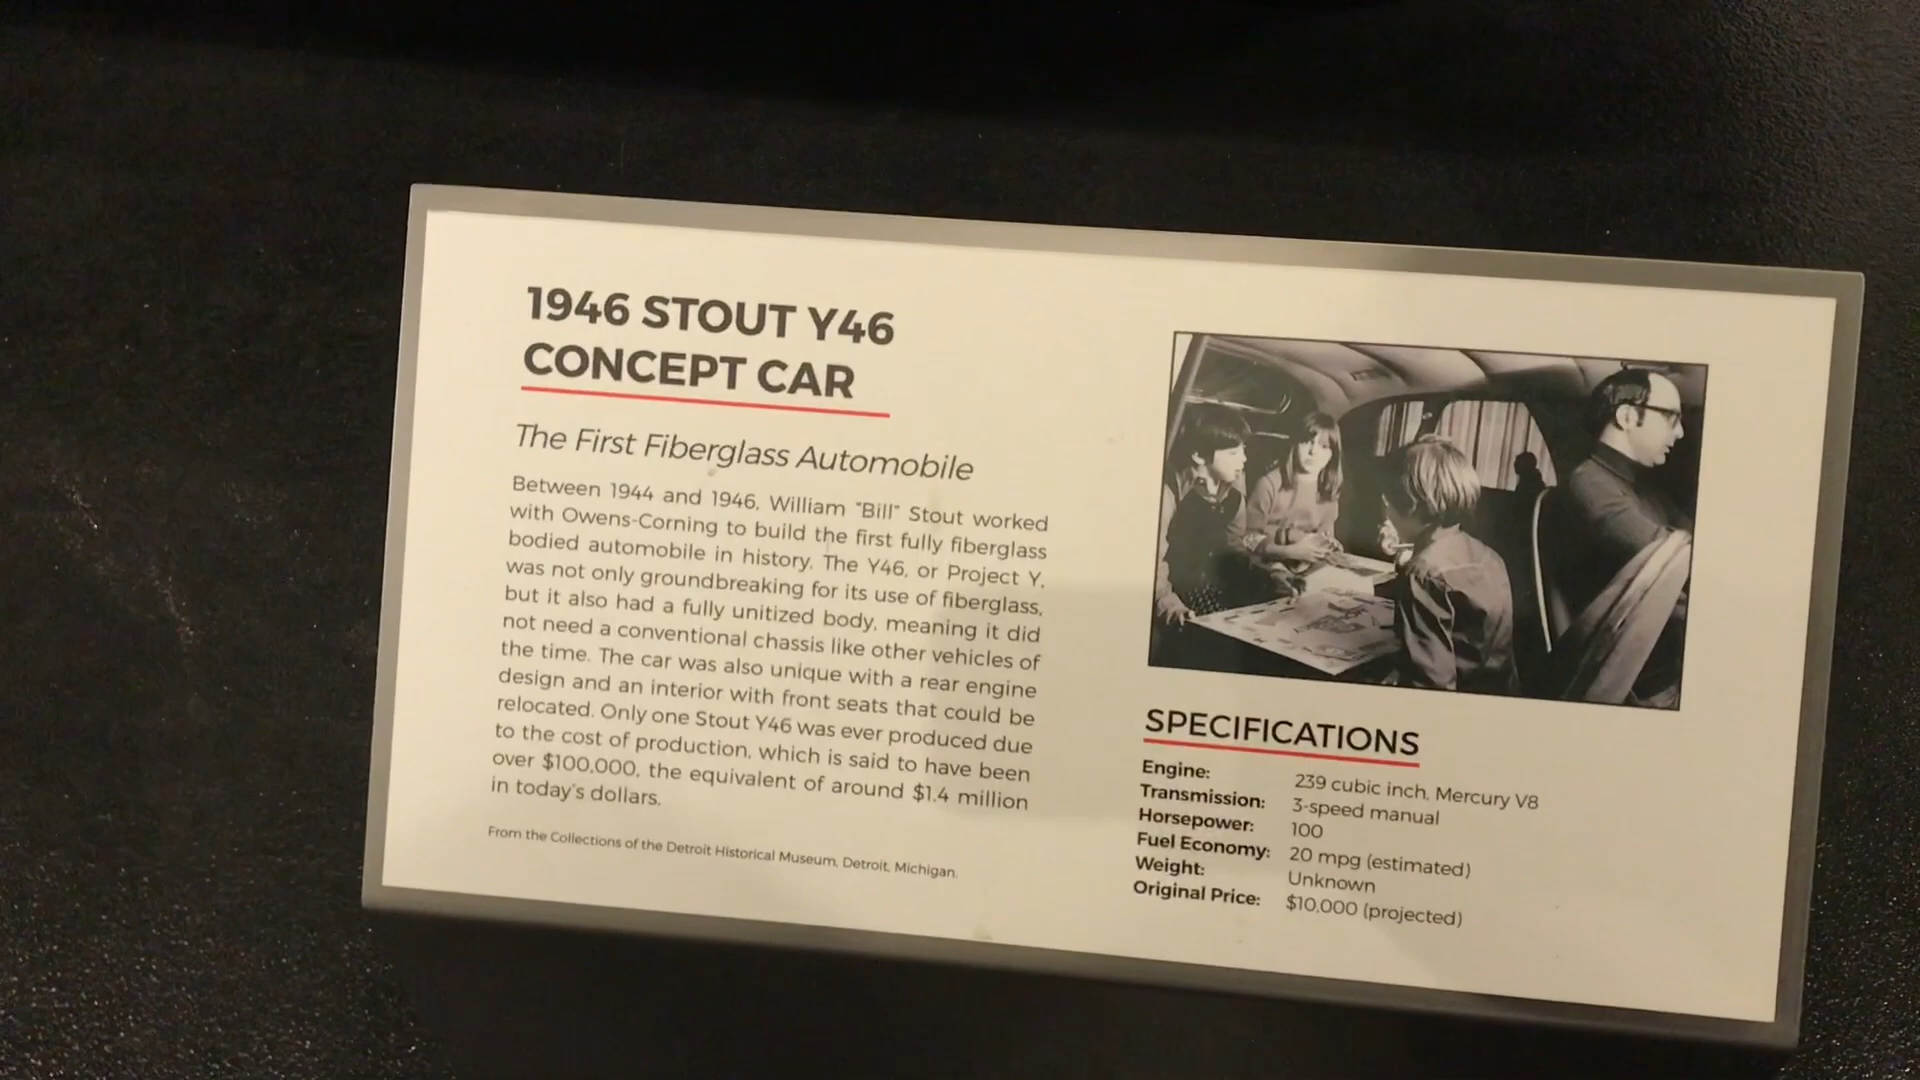 1946 STOUT Y46
CONCEPT CAR
The First Fiberglass Automobile
Between 1944 and 1946, William "Bill" Stout worked
with Owens-Corning to build the first fully fiberglass
bodied automobile in history. The Y46, or Project Y,
was not only groundbreaking for its use of fiberglass,
but it also had a fully unitized body, meaning it did
not need a conventional chassis like other vehicles of
the time. The car was also unique with a rear engine
design and an interior with front seats that could be
relocated. Only one Stout Y46 was ever produced due
to the cost of production, which is said to have been
over $100,000, the equivalent of around $1.4 million
in today's dollars.
From the Collections of the Detroit Historical Museum, Detroit, Michigan.
SPECIFICATIONS
Engine: 239 cubic inch, Mercury V8
Transmission: 3-speed manual
Horsepower: 100
Fuel Economy: 20 mpg (estimated)
Weight: Unknown
Original Price: $10,000 (projected)